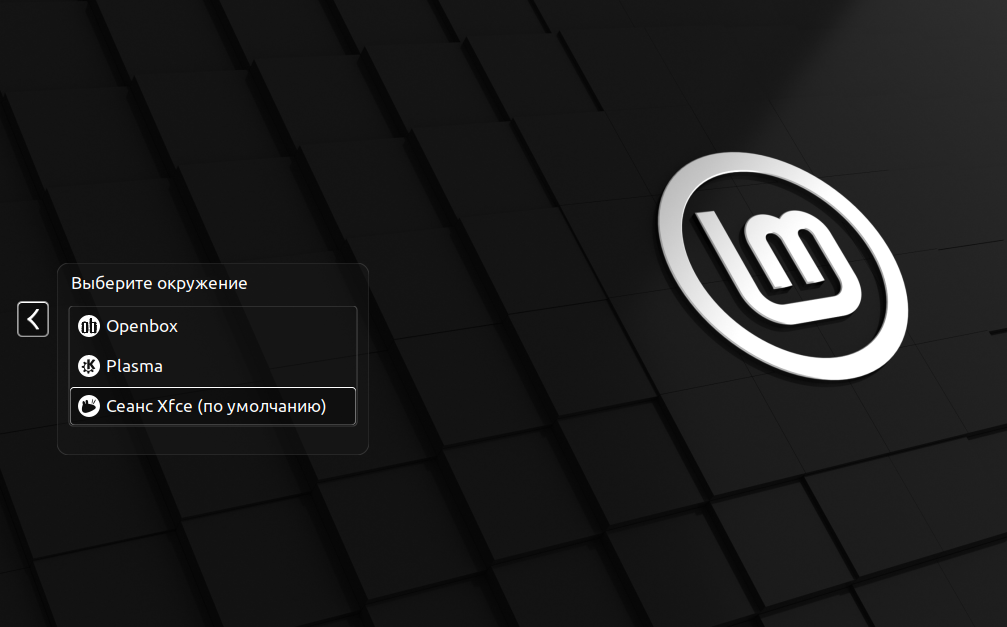 Выберите окружение
Openbox
Plasma
Сеанс Xfce (по умолчанию)